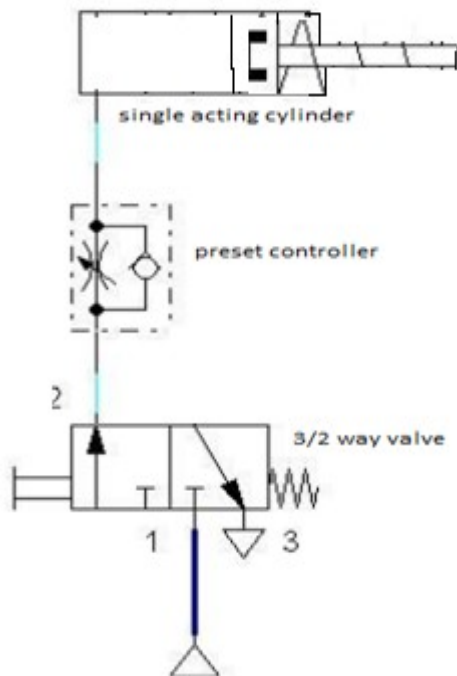 single acting cylinder
preset controller
2
3/2 way valve
1 3